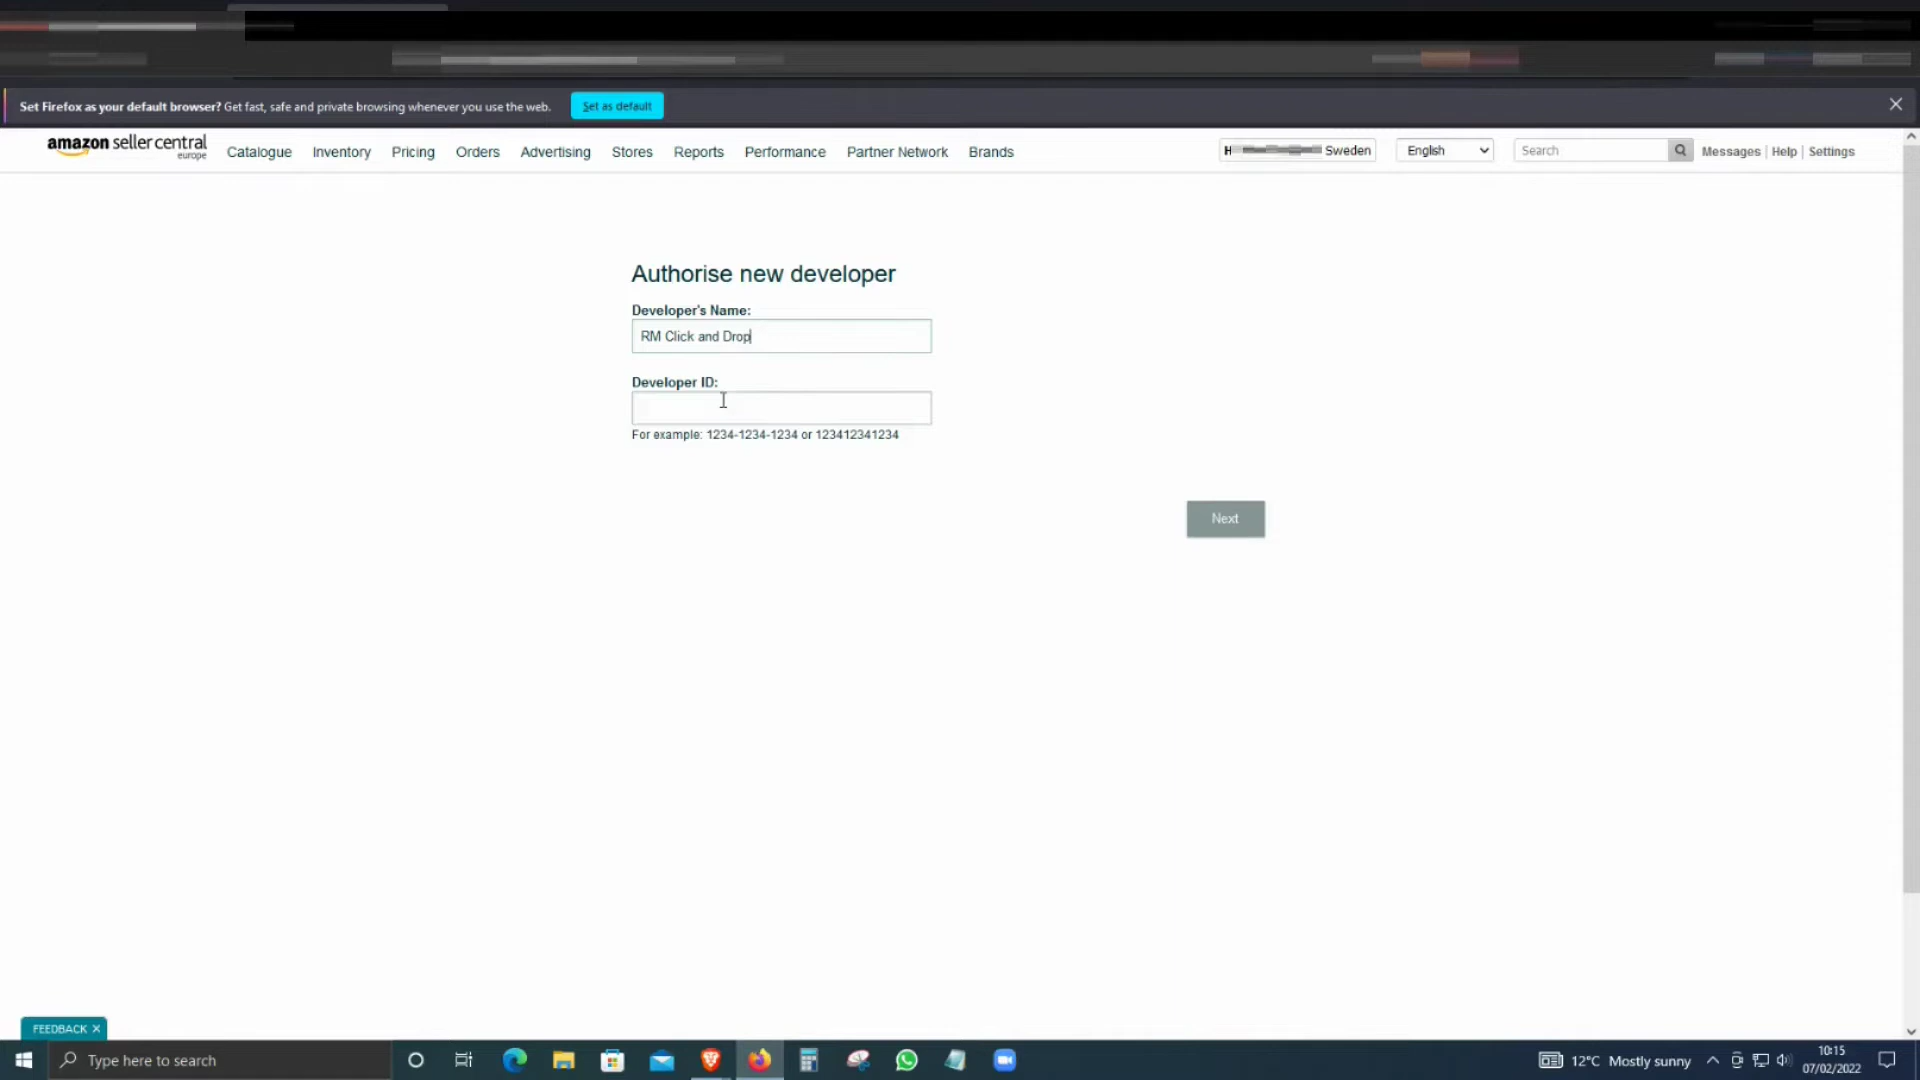 Set Firefox as your default browser? Get fast, safe and private browsing whenever you use the web. Set as default
amazon seller central
europe
Catalogue Inventory Pricing Orders Advertising Stores Reports Performance Partner Network Brands
H Sweden English Search Messages | Help | Settings
Authorise new developer
Developer's Name:
RM Click and Drop
Developer ID:
For example: 1234-1234-1234 or 123412341234
Next
FEEDBACK
Type here to search
12°C Mostly sunny
10:15
07/02/2022